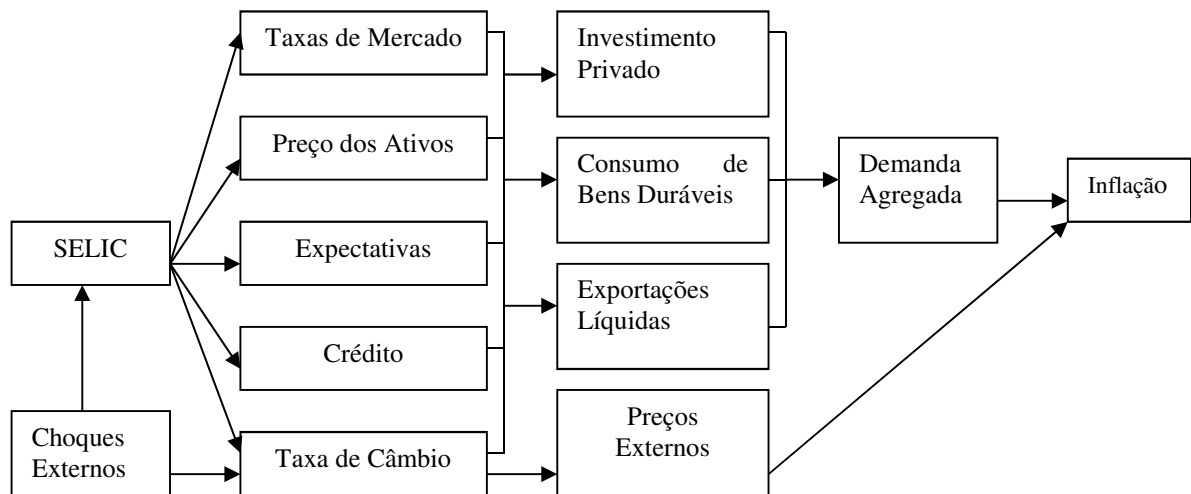 Taxas de Mercado
Investimento
Privado
Preço dos Ativos
Consumo de
Bens Duráveis
Demanda
Agregada
Inflação
SELIC
Expectativas
Exportações
Líquidas
Crédito
Choques
Externos
Taxa de Câmbio
Preços
Externos